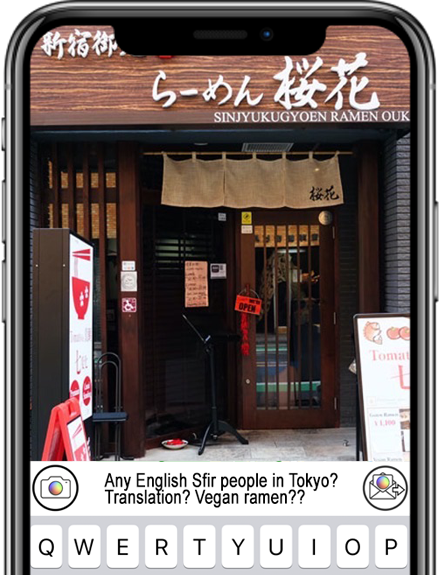 新宿御
らーめん 桜花
SINJYUKUGYOEN RAMEN OUK
桜花
OPEN
Tomat
Any English Sfir people in Tokyo?
Translation? Vegan ramen??
Q W E R T Y U I O P